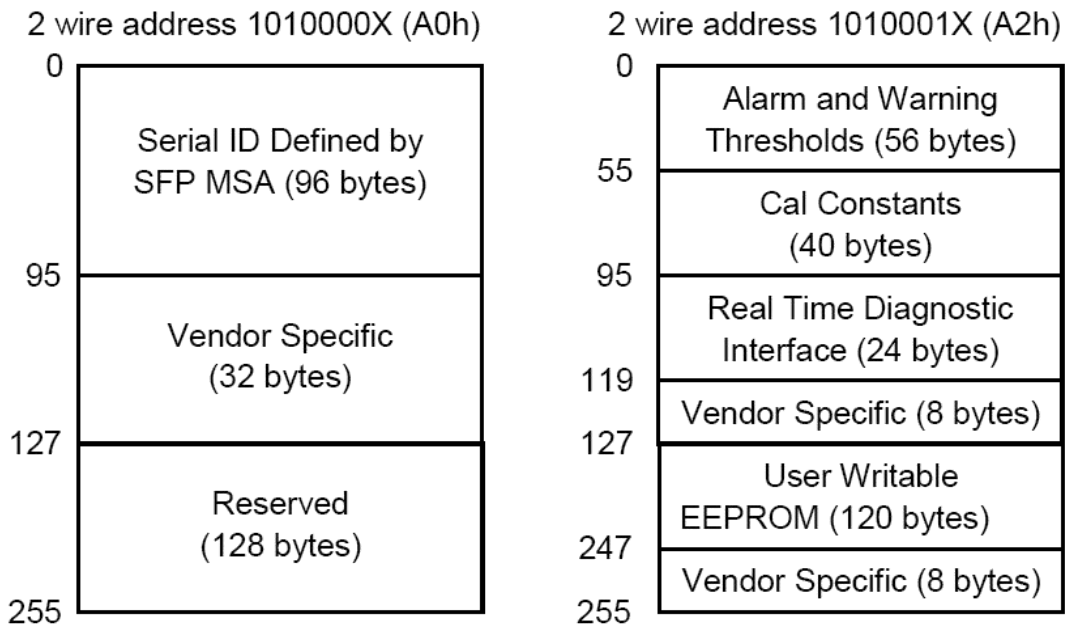 2 wire address 1010000X (A0h)
0
Serial ID Defined by
SFP MSA (96 bytes)
95
Vendor Specific
(32 bytes)
127
Reserved
(128 bytes)
255
2 wire address 1010001X (A2h)
0
Alarm and Warning
Thresholds (56 bytes)
55
Cal Constants
(40 bytes)
95
Real Time Diagnostic
Interface (24 bytes)
119
Vendor Specific (8 bytes)
127
User Writable
EEPROM (120 bytes)
247
Vendor Specific (8 bytes)
255